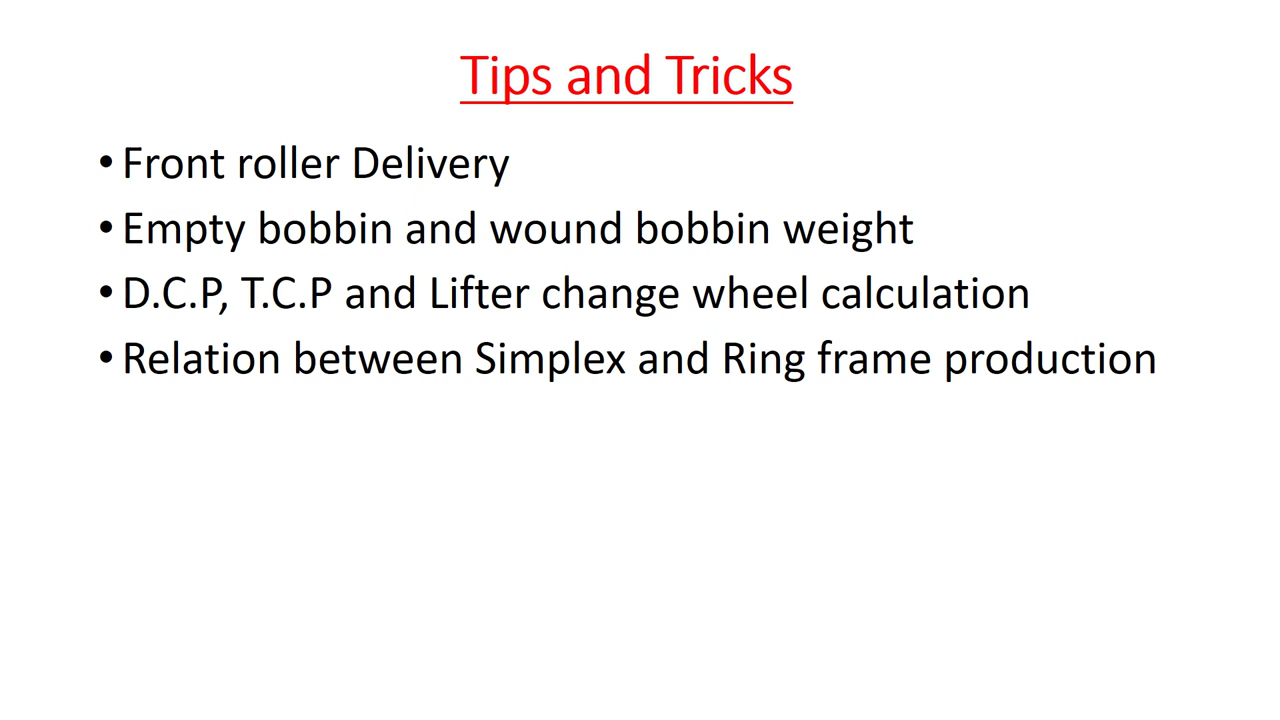 Tips and Tricks
• Front roller Delivery
• Empty bobbin and wound bobbin weight
• D.C.P, T.C.P and Lifter change wheel calculation
• Relation between Simplex and Ring frame production